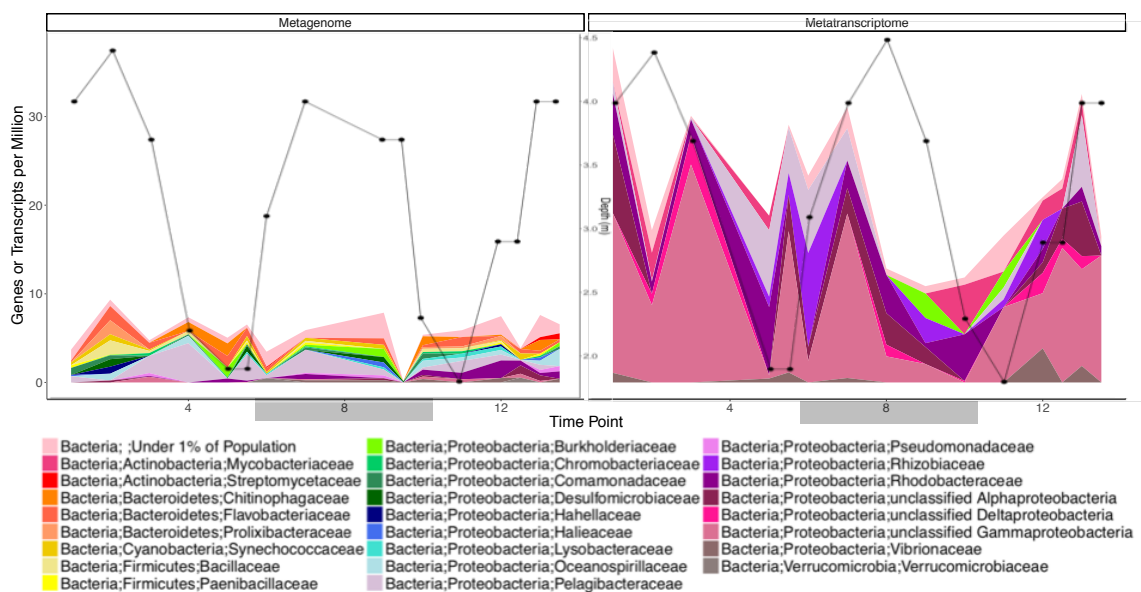 Metagenome
Metatranscriptome
Genes or Transcripts per Million
30
20
10
0
4.5
4.0
3.5
3.0
2.5
2.0
Depth (m)
4
8
12
4
8
12
Time Point
Bacteria; ;Under 1% of Population
Bacteria;Actinobacteria;Mycobacteriaceae
Bacteria;Actinobacteria;Streptomycetaceae
Bacteria;Bacteroidetes;Chitinophagaceae
Bacteria;Bacteroidetes;Flavobacteriaceae
Bacteria;Bacteroidetes;Prolixibacteraceae
Bacteria;Cyanobacteria;Synechococcaceae
Bacteria;Firmicutes;Bacillaceae
Bacteria;Firmicutes;Paenibacillaceae
Bacteria;Proteobacteria;Burkholderiaceae
Bacteria;Proteobacteria;Chromobacteriaceae
Bacteria;Proteobacteria;Comamonadaceae
Bacteria;Proteobacteria;Desulfomicrobiaceae
Bacteria;Proteobacteria;Hahellaceae
Bacteria;Proteobacteria;Halieaceae
Bacteria;Proteobacteria;Lysobacteraceae
Bacteria;Proteobacteria;Oceanospirillaceae
Bacteria;Proteobacteria;Pelagibacteraceae
Bacteria;Proteobacteria;Pseudomonadaceae
Bacteria;Proteobacteria;Rhizobiaceae
Bacteria;Proteobacteria;Rhodobacteraceae
Bacteria;Proteobacteria;unclassified Alphaproteobacteria
Bacteria;Proteobacteria;unclassified Deltaproteobacteria
Bacteria;Proteobacteria;unclassified Gammaproteobacteria
Bacteria;Proteobacteria;Vibrionaceae
Bacteria;Verrucomicrobia;Verrucomicrobiaceae